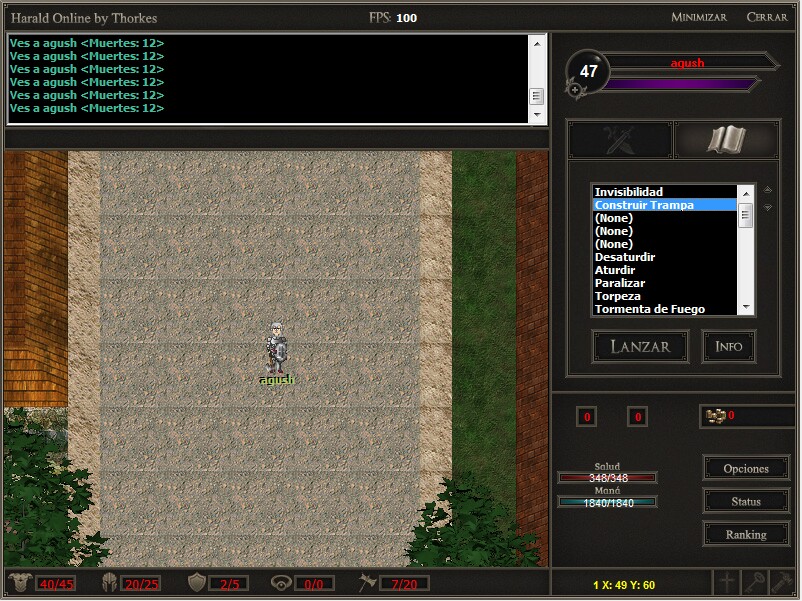 Harald Online by Thorkes
FPS: 100
MINIMIZAR CERRAR
Ves a agush <Muertes: 12>
Ves a agush <Muertes: 12>
Ves a agush <Muertes: 12>
Ves a agush <Muertes: 12>
Ves a agush <Muertes: 12>
Ves a agush <Muertes: 12>
47
agush
Invisibilidad
Construir Trampa
(None)
(None)
(None)
Desaturdir
Aturdir
Paralizar
Torpeza
Tormenta de Fuego
LANZAR
INFO
agush
0
0
0
Salud
348/348
Maná
1840/1840
Opciones
Status
Ranking
40/45
20/25
2/5
0/0
7/20
1 X: 49 Y: 60